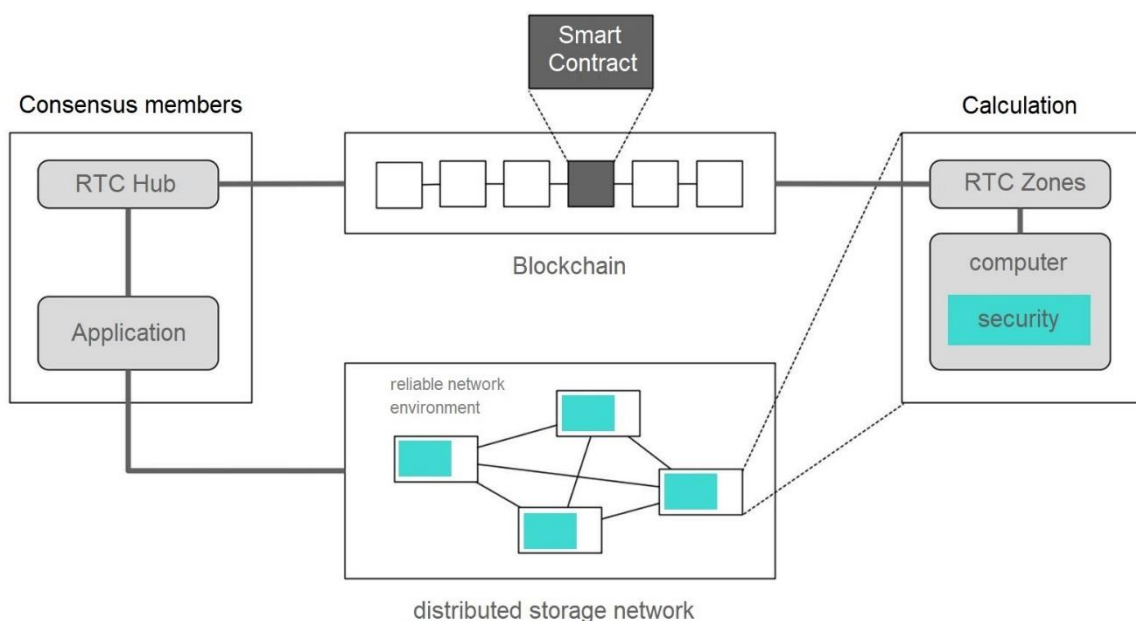 Smart
Contract
Consensus members
Calculation
RTC Hub
RTC Zones
Blockchain
computer
security
Application
reliable network
environment
distributed storage network